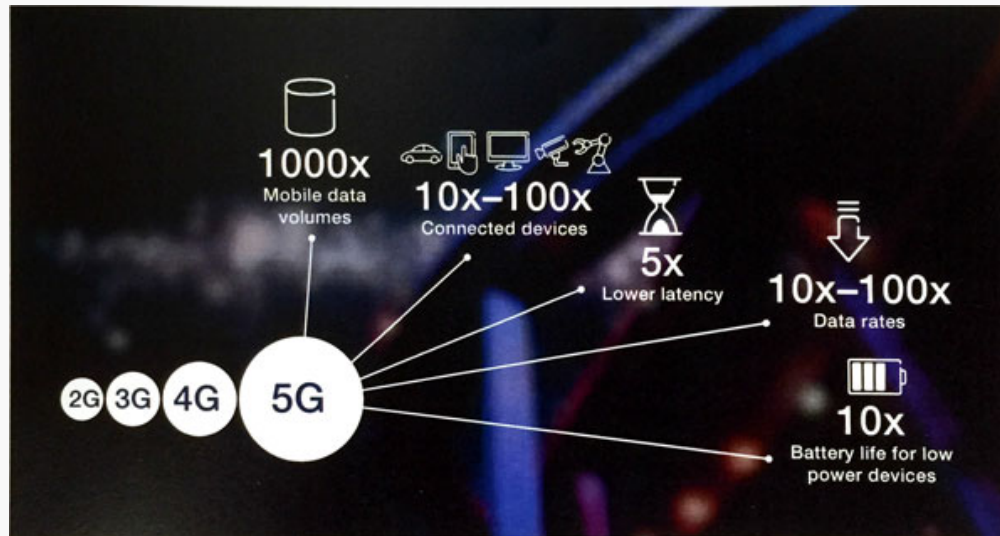 1000x
Mobile data
volumes
10x–100x
Connected devices
5x
Lower latency
10x–100x
Data rates
10x
Battery life for low
power devices
2G
3G
4G
5G